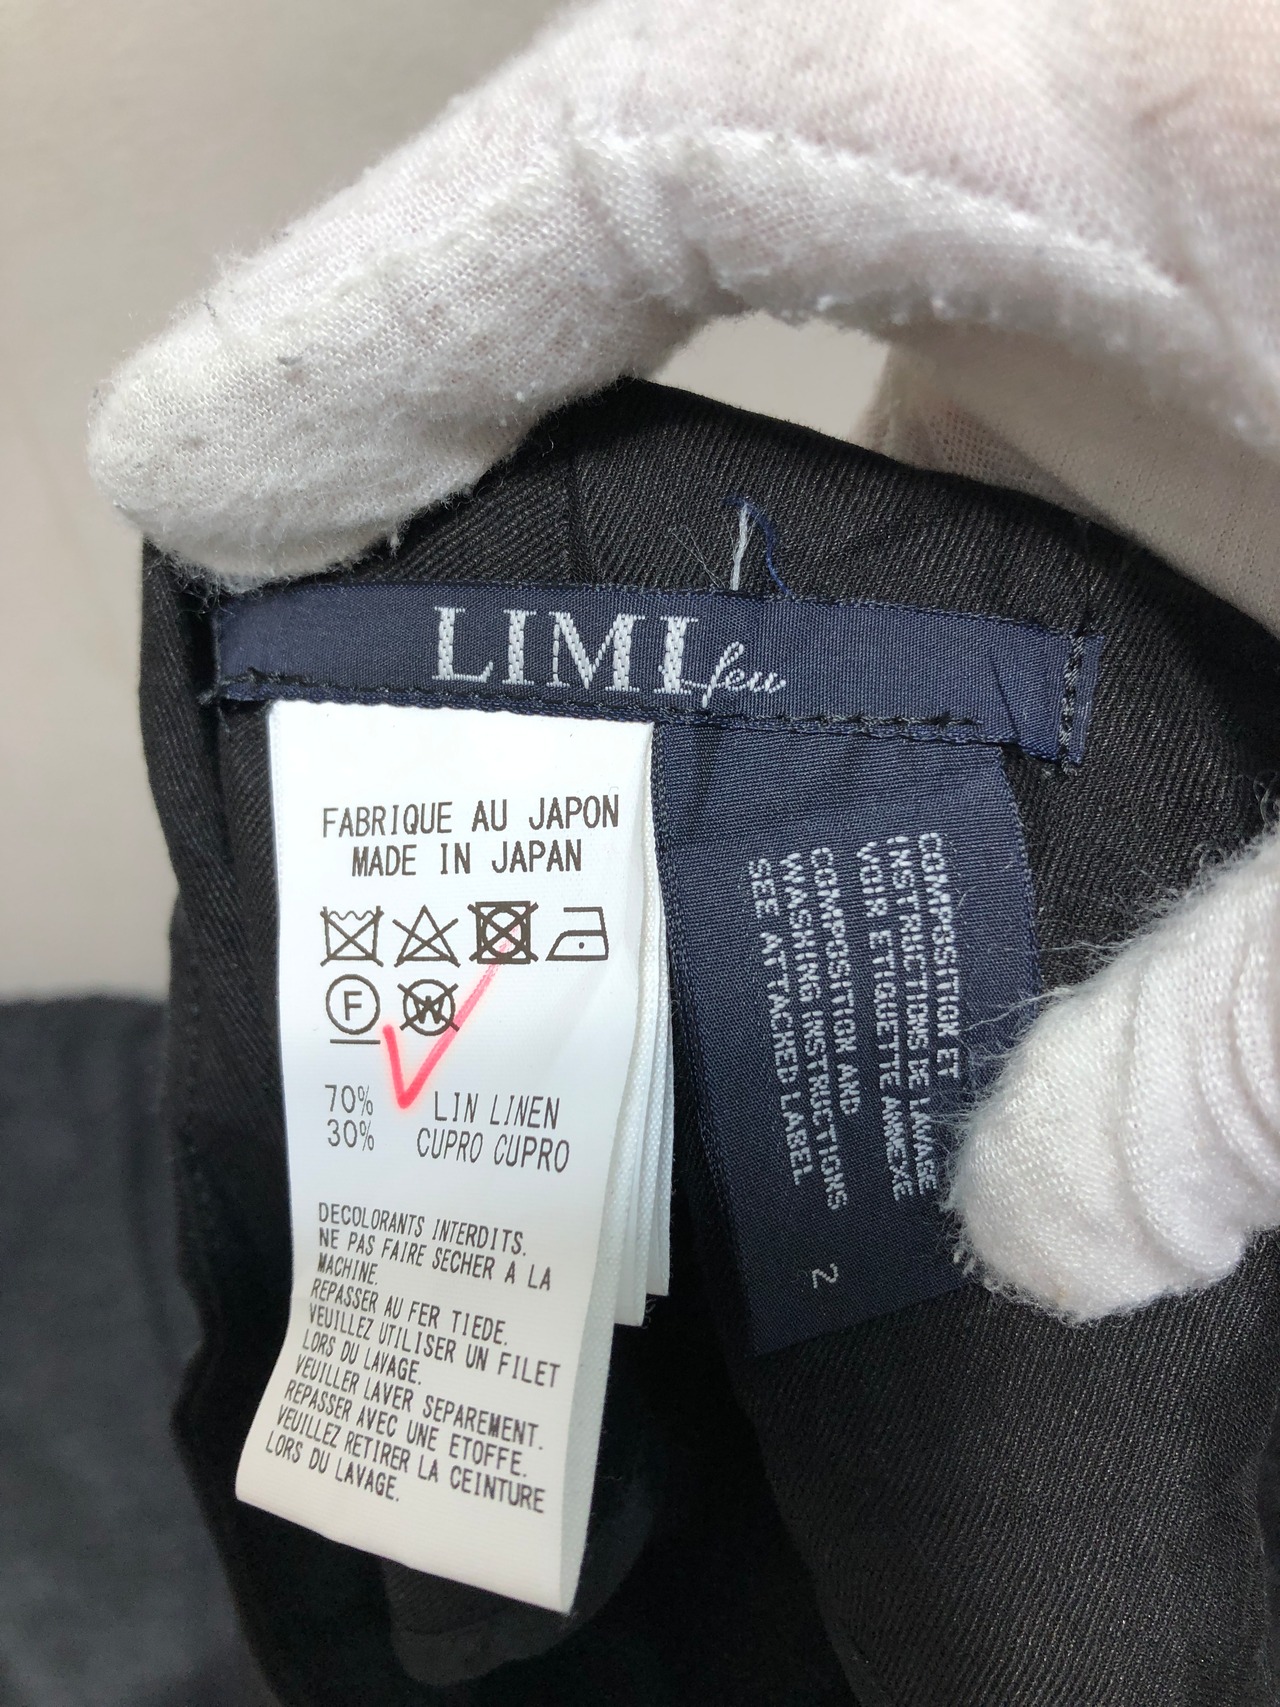 LIMI feu
FABRIQUE AU JAPON
MADE IN JAPAN
F W
70% LIN LINEN
30% CUPRO CUPRO
DECOLORANTS INTERDITS.
NE PAS FAIRE SECHER A LA
MACHINE.
REPASSER AU FER TIEDE.
VEUILLEZ UTILISER UN FILET
LORS DU LAVAGE.
VEUILLER LAVER SEPAREMENT.
REPASSER AVEC UNE ETOFFE.
VEUILLEZ RETIRER LA CEINTURE
LORS DU LAVAGE.
COMPOSITION ET
INSTRUCTIONS DE LAVAGE
VOIR ETIQUETTE ANNEXE
COMPOSITION AND
WASHING INSTRUCTIONS
SEE ATTACHED LABEL
2